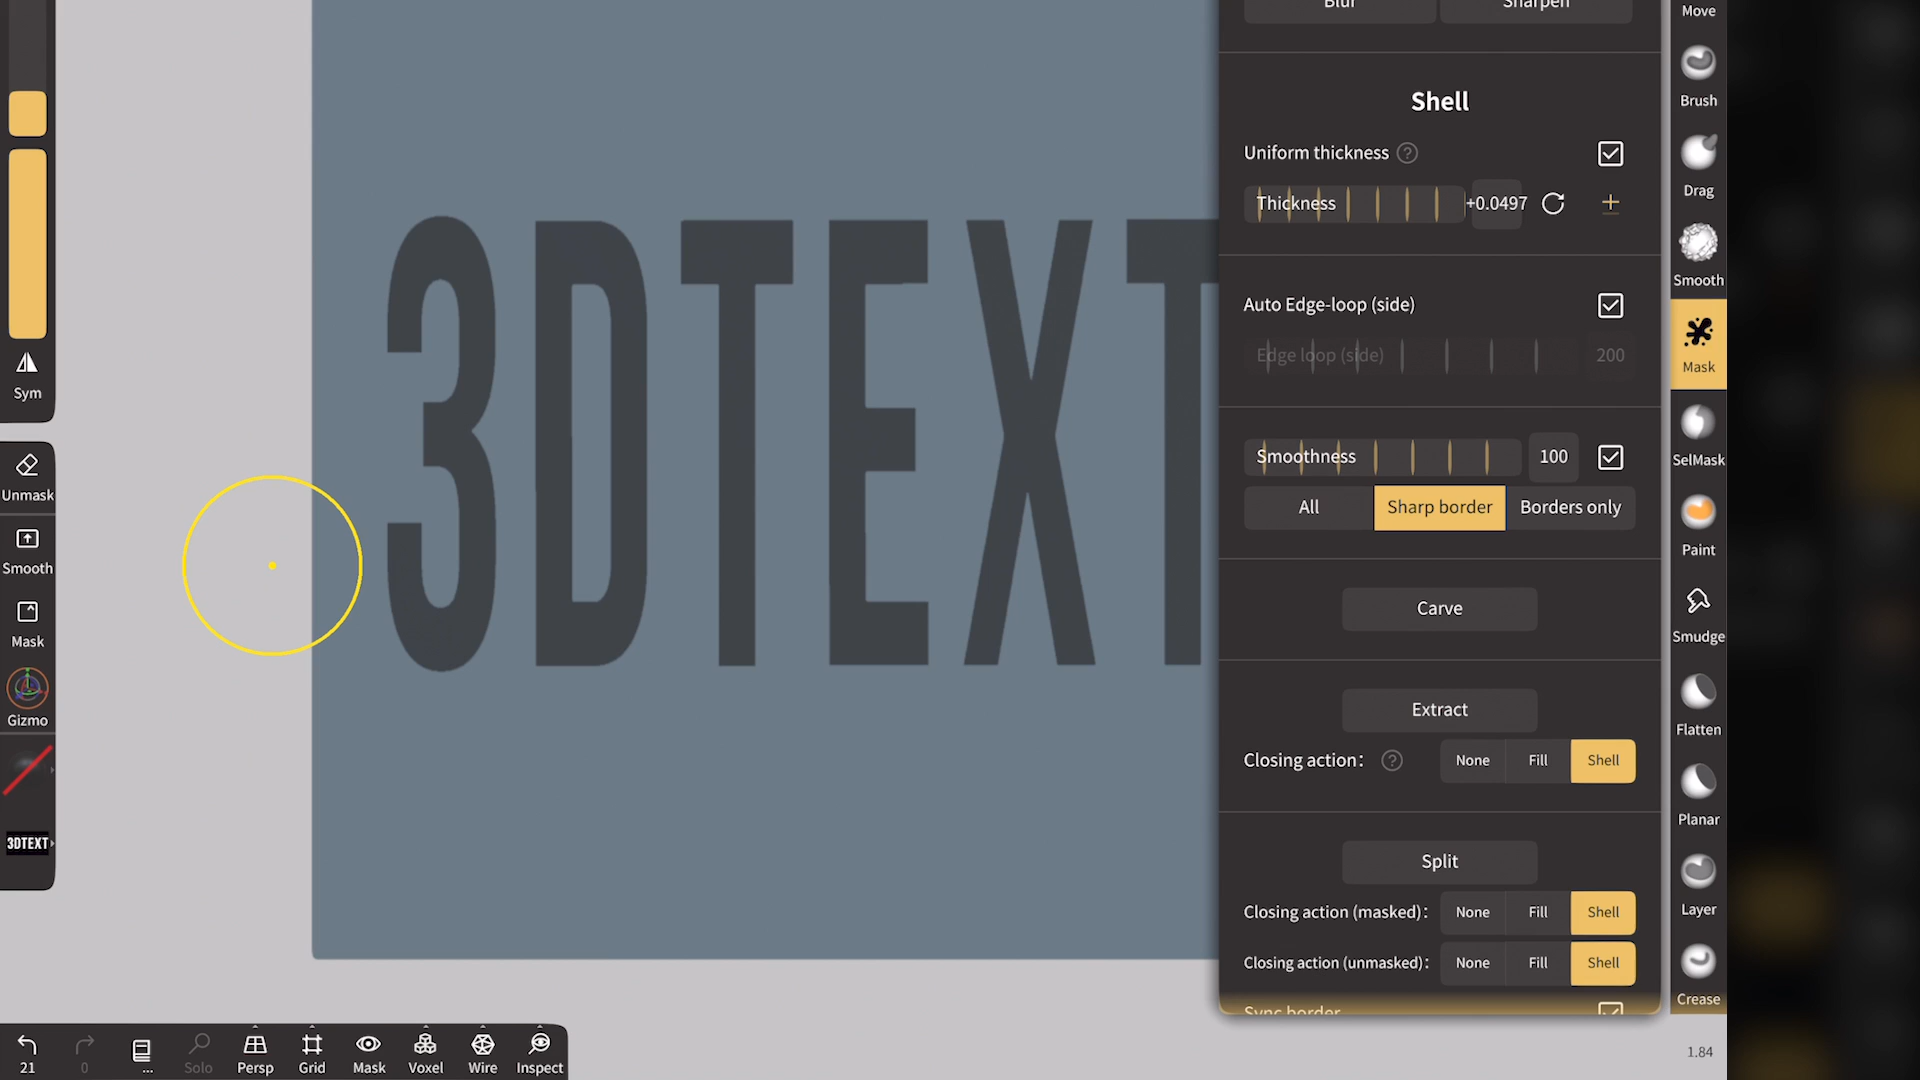 Blur Sharpen
Move
Shell
Brush
Uniform thickness ?
Drag
Thickness +0.0497
Smooth
Auto Edge-loop (side)
Edge loop (side) 200
Mask
Sym
Smoothness 100
SelMask
All Sharp border Borders only
Unmask
Paint
Smooth
Carve
Mask
Smudge
Extract
Gizmo
Flatten
Closing action: ? None Fill Shell
Planar
3DTEXT
3DTEXT
Split
Closing action (masked): None Fill Shell
Layer
Closing action (unmasked): None Fill Shell
Crease
Sync border
21 0 ... Solo Persp Grid Mask Voxel Wire Inspect
1.84